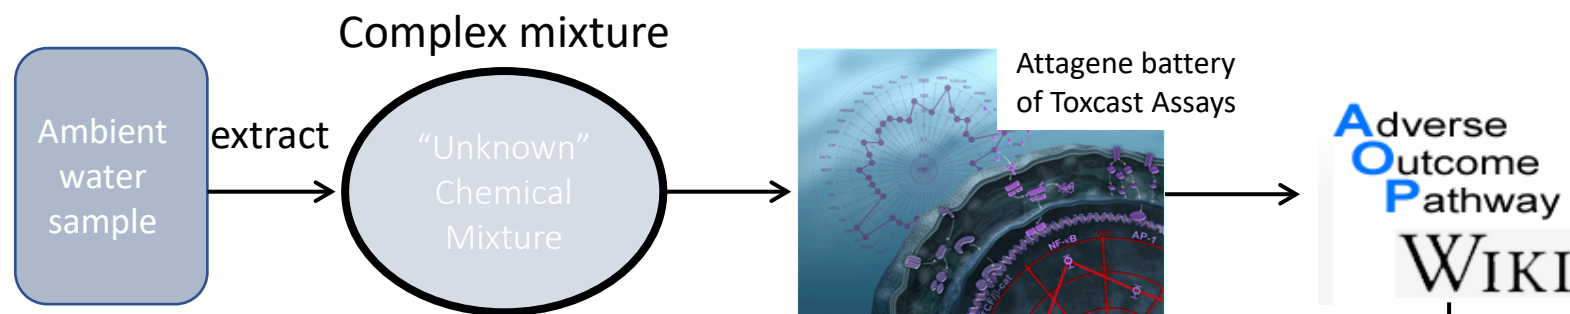 Complex mixture
Ambient
water
sample
extract
“Unknown”
Chemical
Mixture
Attagene battery
of Toxcast Assays
NF-κB
AP-1
Adverse
Outcome
Pathway
WIKI